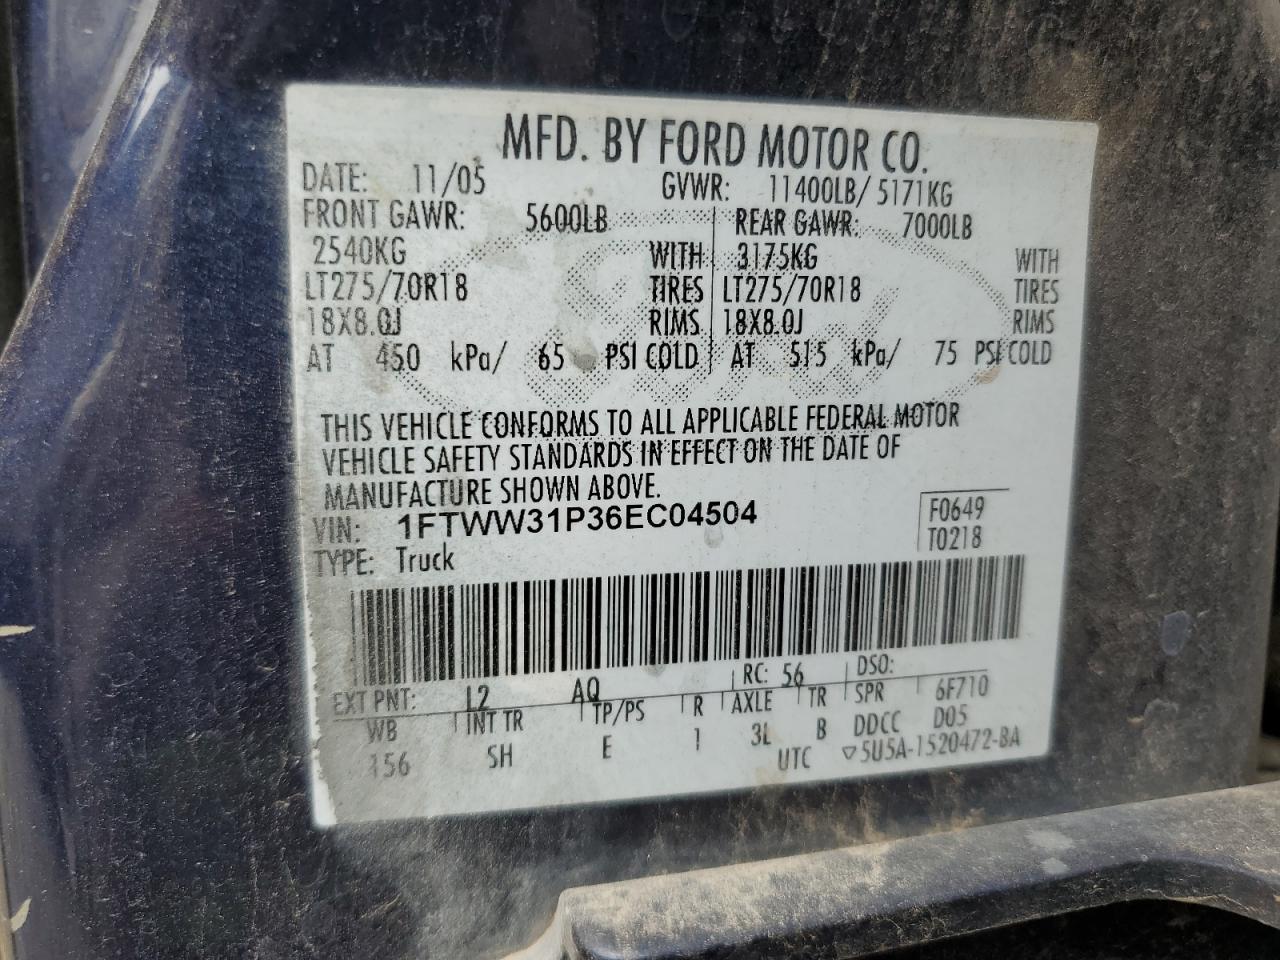 MFD. BY FORD MOTOR CO.
DATE: 11/05 GVWR: 11400LB/ 5171KG
FRONT GAWR: 5600LB REAR GAWR: 7000LB
2540KG WITH 3175KG WITH
LT275/70R18 TIRES LT275/70R18 TIRES
18X8.0J RIMS 18X8.0J RIMS
AT 450 kPa/ 65 PSI COLD AT 515 kPa/ 75 PSI COLD
THIS VEHICLE CONFORMS TO ALL APPLICABLE FEDERAL MOTOR
VEHICLE SAFETY STANDARDS IN EFFECT ON THE DATE OF
MANUFACTURE SHOWN ABOVE.
VIN: 1FTWW31P36EC04504 F0649
TYPE: Truck T0218
EXT PNT: L2 AQ RC: 56 DSO:
WB INT TR TP/PS R AXLE TR SPR 6F710
156 SH E 1 3L B DDCC D05
UTC ▽5U5A-1520472-BA